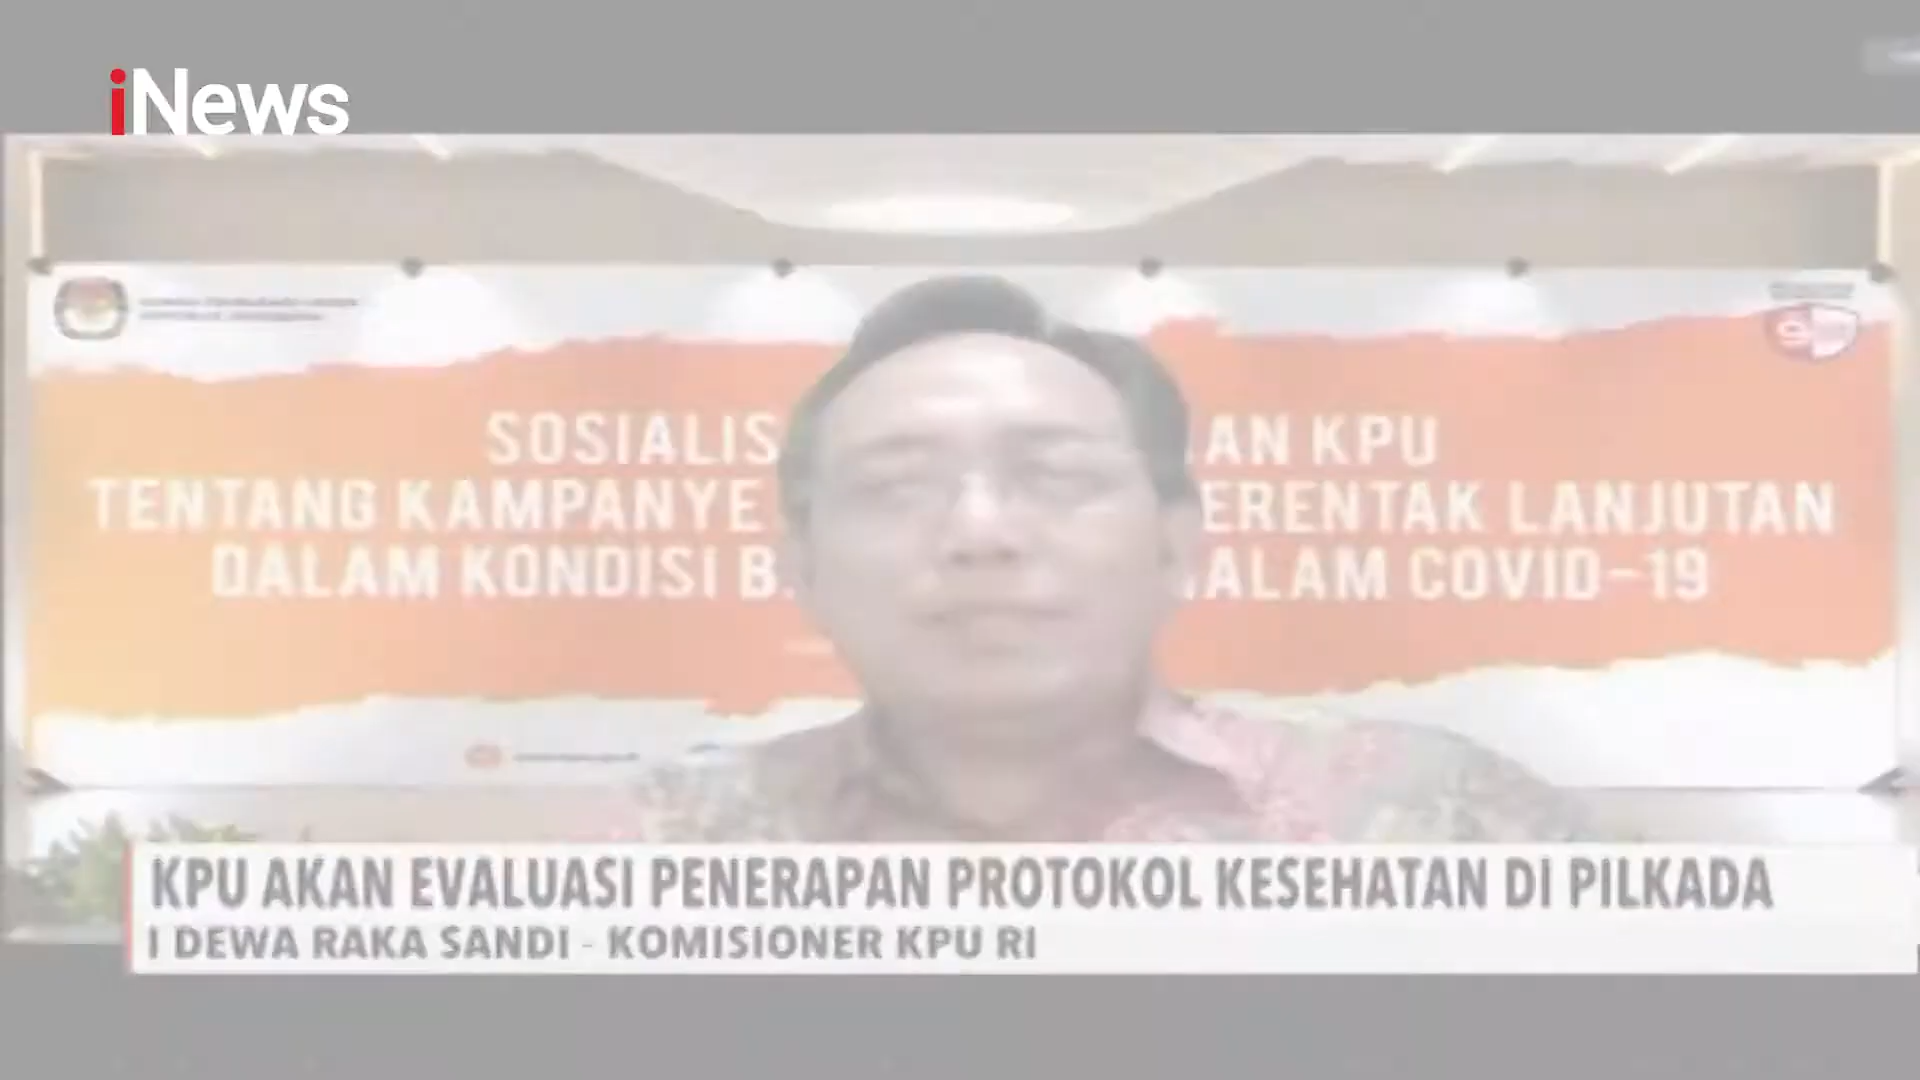 iNews
SOSIALIS AN KPU
TENTANG KAMPANYE ERENTAK LANJUTAN
DALAM KONDISI B ALAM COVID-19
KPU AKAN EVALUASI PENERAPAN PROTOKOL KESEHATAN DI PILKADA
I DEWA RAKA SANDI - KOMISIONER KPU RI